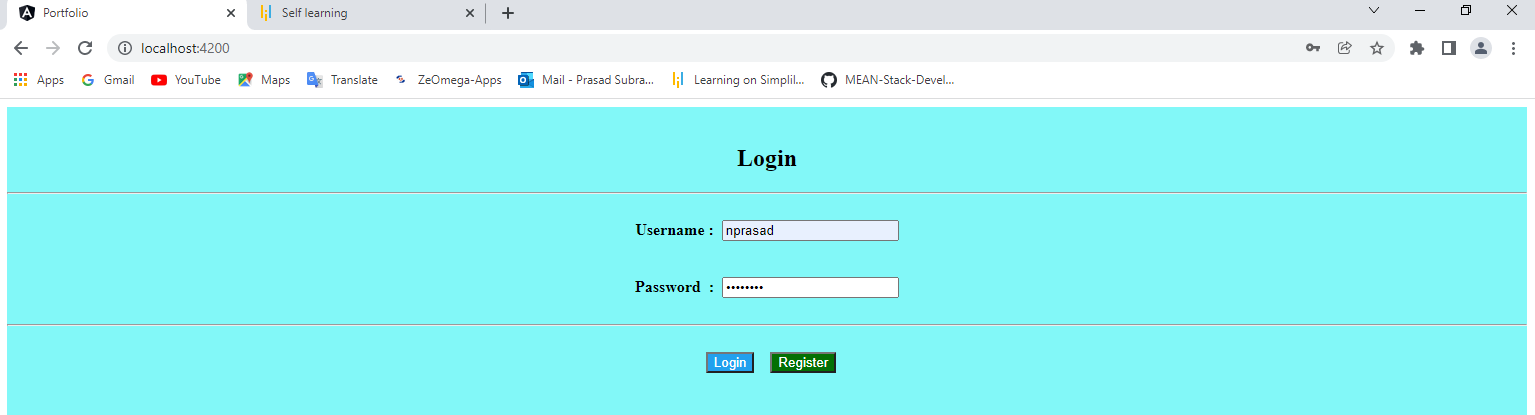 Portfolio Self learning
localhost:4200
Apps Gmail YouTube Maps Translate ZeOmega-Apps Mail - Prasad Subra... Learning on Simplil... MEAN-Stack-Devel...
Login
Username : nprasad
Password : ••••••••
Login Register